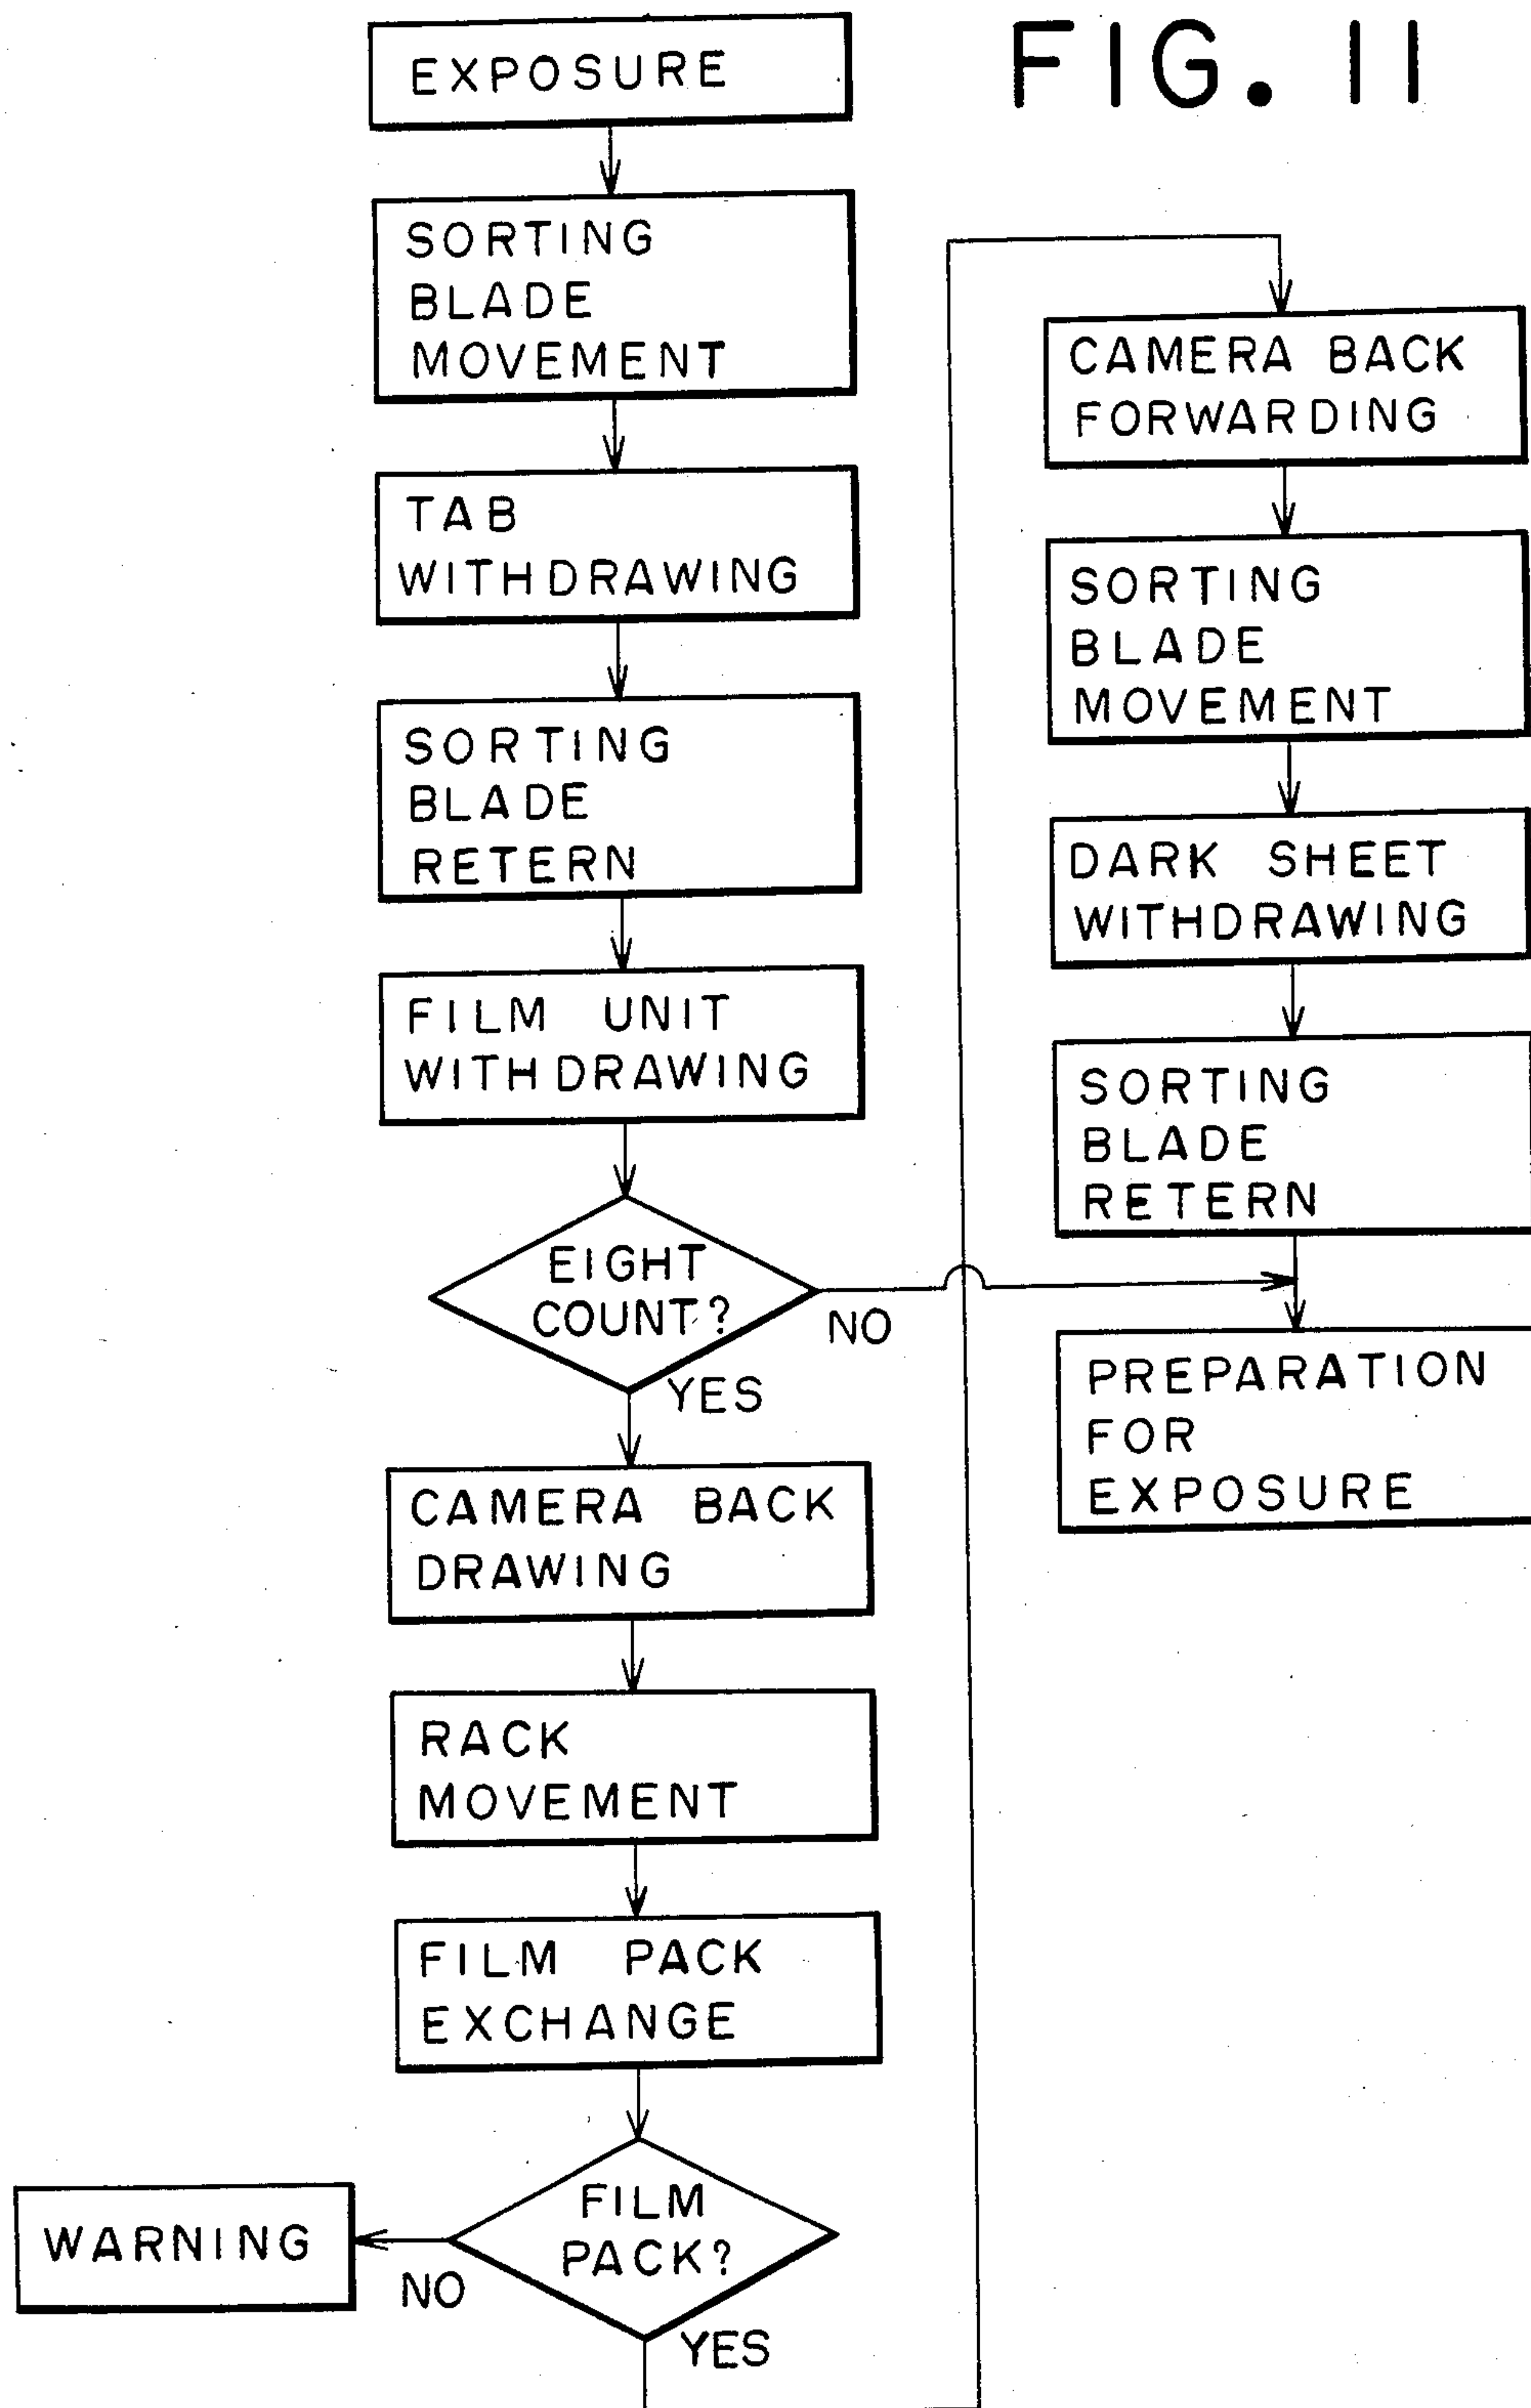 FIG. 11
EXPOSURE
SORTING
BLADE
MOVEMENT
TAB
WITHDRAWING
SORTING
BLADE
RETERN
FILM UNIT
WITHDRAWING
EIGHT
COUNT?
NO
YES
CAMERA BACK
DRAWING
RACK
MOVEMENT
FILM PACK
EXCHANGE
FILM
PACK?
NO
WARNING
YES
CAMERA BACK
FORWARDING
SORTING
BLADE
MOVEMENT
DARK SHEET
WITHDRAWING
SORTING
BLADE
RETERN
PREPARATION
FOR
EXPOSURE